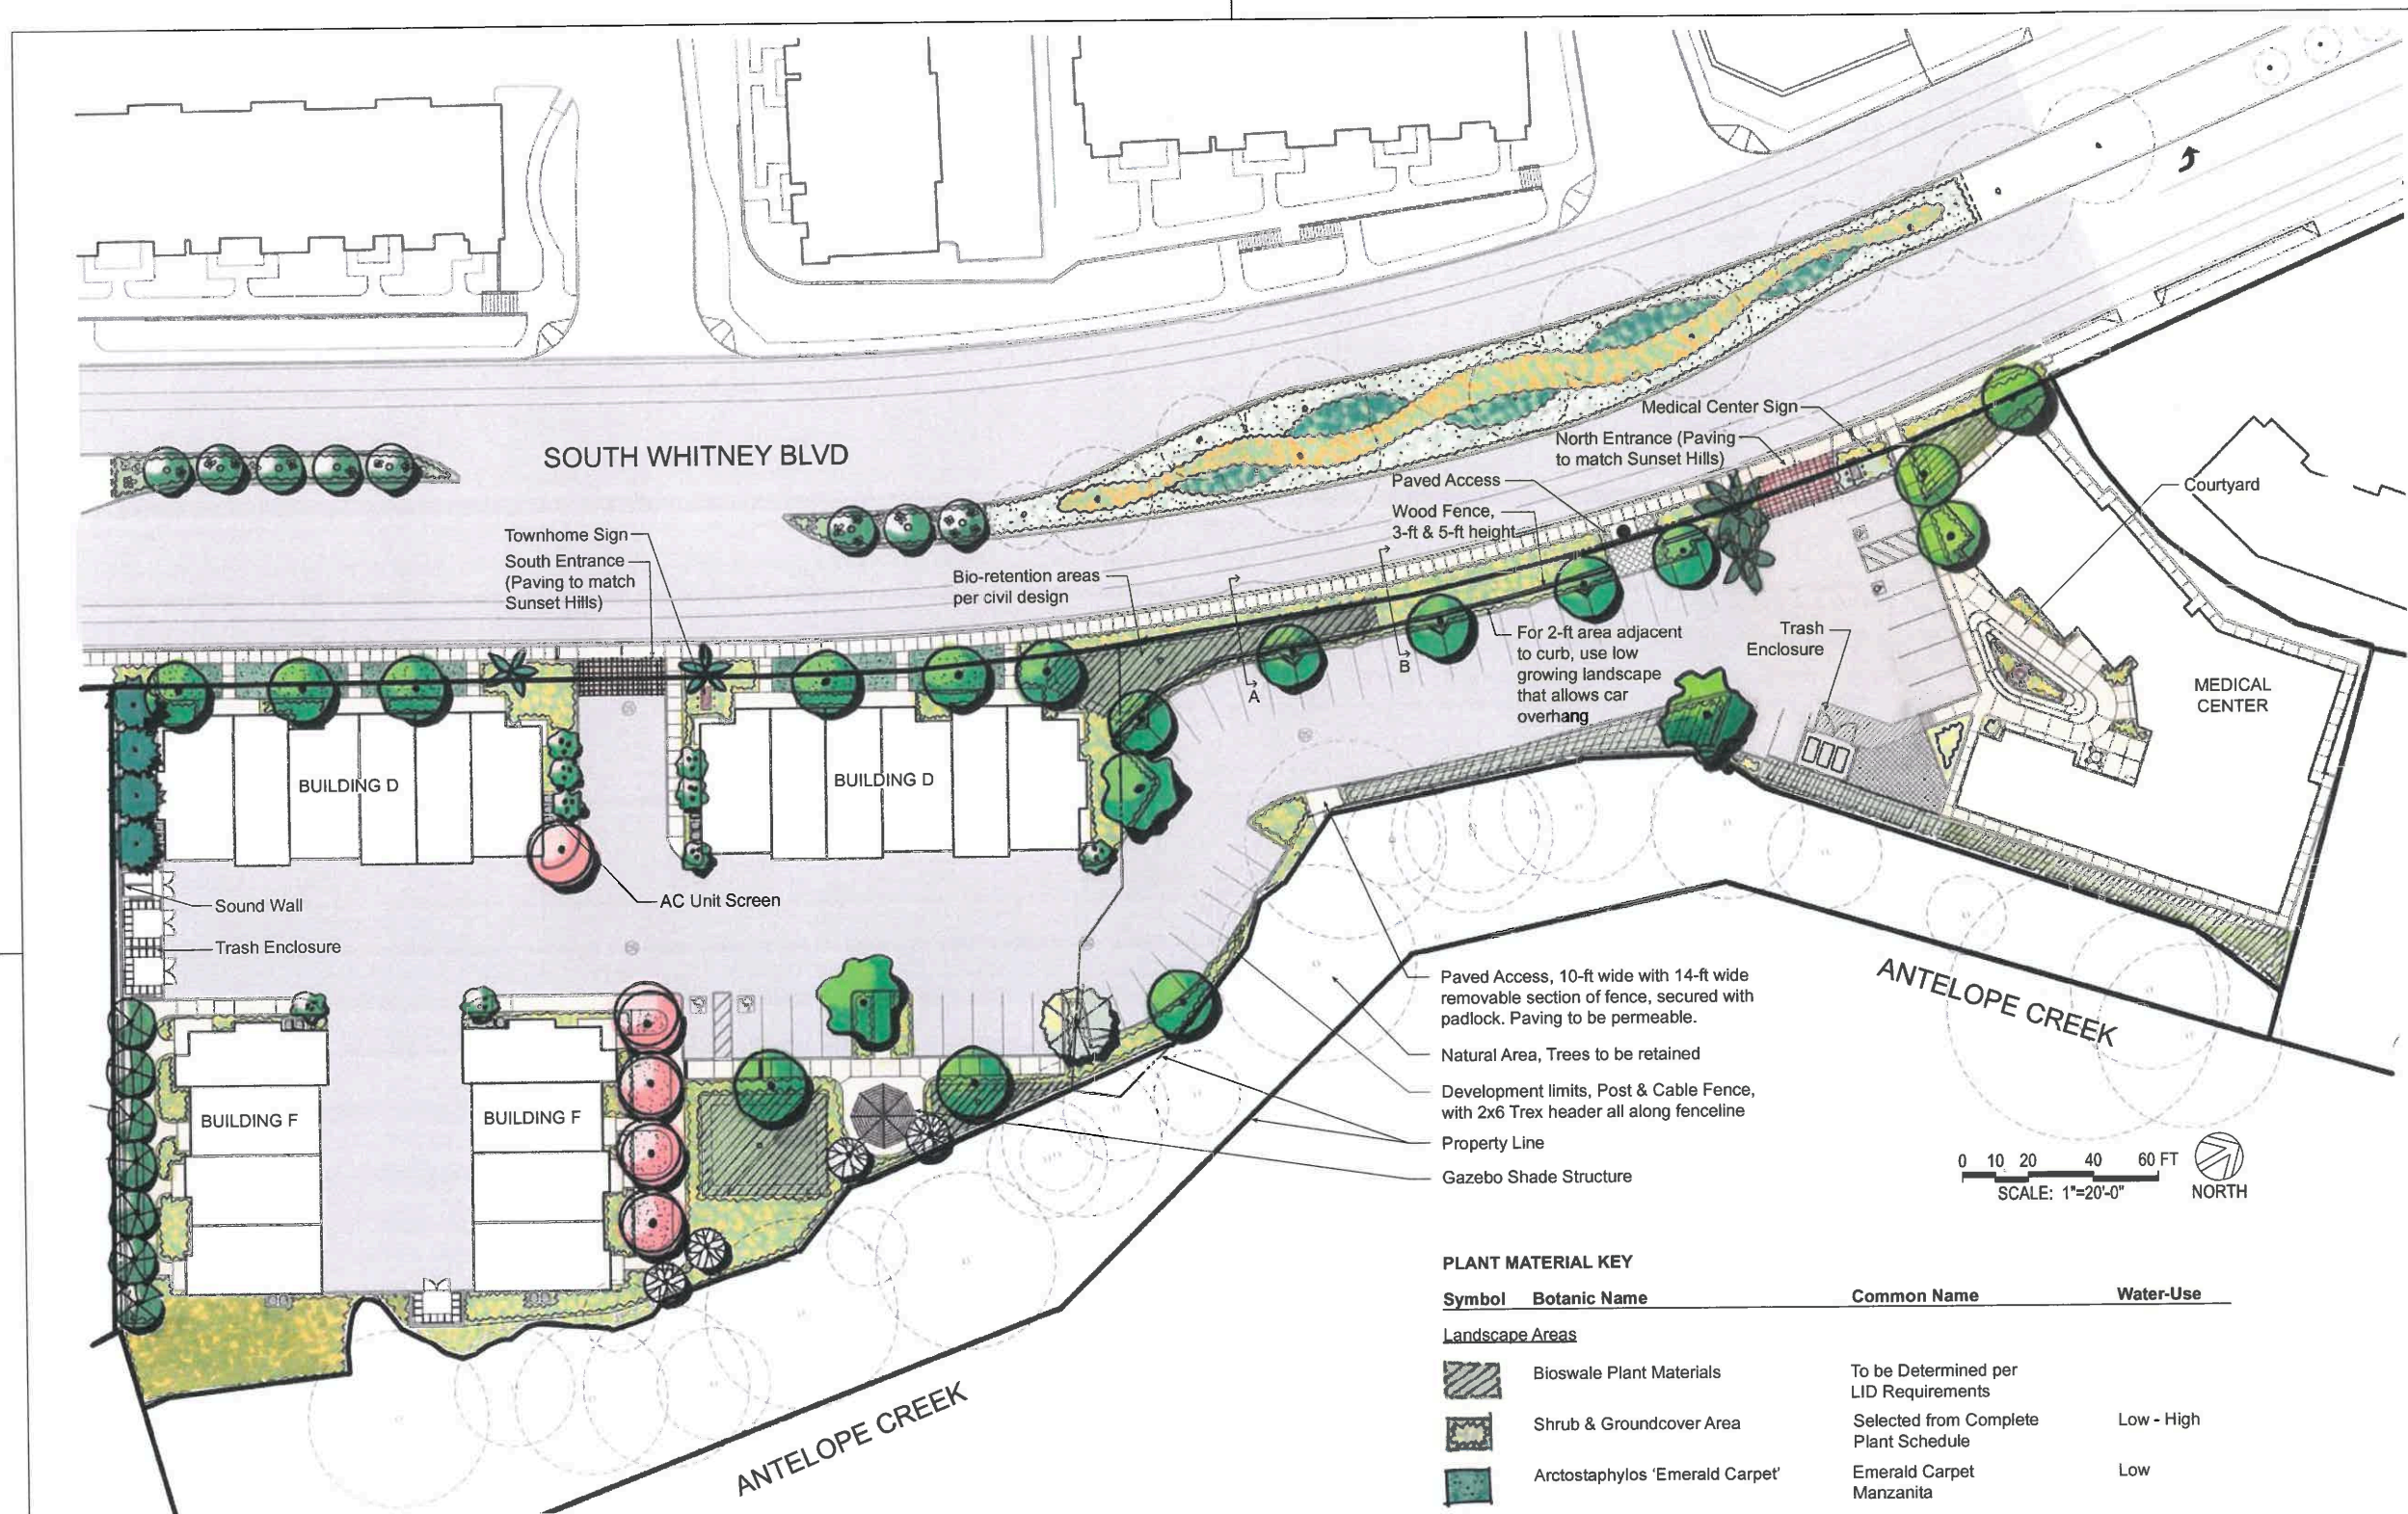 SOUTH WHITNEY BLVD
Townhome Sign
South Entrance
(Paving to match
Sunset Hills)
Bio-retention areas
per civil design
Medical Center Sign
North Entrance (Paving
to match Sunset Hills)
Paved Access
Wood Fence,
3-ft & 5-ft height
Courtyard
For 2-ft area adjacent
to curb, use low
growing landscape
that allows car
overhang
A
B
Trash
Enclosure
MEDICAL
CENTER
BUILDING D
BUILDING D
AC Unit Screen
Sound Wall
Trash Enclosure
BUILDING F
BUILDING F
Paved Access, 10-ft wide with 14-ft wide
removable section of fence, secured with
padlock. Paving to be permeable.
Natural Area, Trees to be retained
Development limits, Post & Cable Fence,
with 2x6 Trex header all along fenceline
Property Line
Gazebo Shade Structure
ANTELOPE CREEK
ANTELOPE CREEK
0 10 20 40 60 FT
SCALE: 1"=20'-0"
NORTH
PLANT MATERIAL KEY
Symbol Botanic Name Common Name Water-Use
Landscape Areas
Bioswale Plant Materials To be Determined per
LID Requirements
Shrub & Groundcover Area Selected from Complete Low - High
Plant Schedule
Arctostaphylos 'Emerald Carpet' Emerald Carpet Low
Manzanita